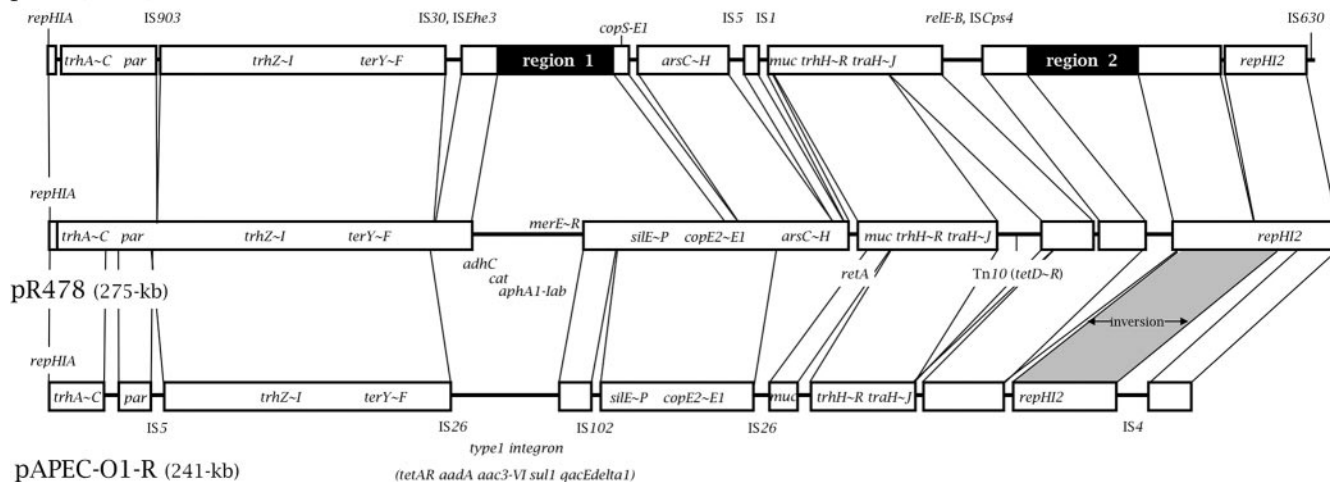 repHIA IS903 IS30, ISEhe3 copS-E1 IS5 IS1 relE-B, ISCps4 IS630
trhA~C par trhZ~I terY~F region 1 arsC~H muc trhH~R traH~J region 2 repHI2
repHIA
merE~R
trhA~C par trhZ~I terY~F silE~P copE2~E1 arsC~H muc trhH~R traH~J repHI2
adhC
cat
aphA1-Iab
retA
Tn10 (tetD~R)
pR478 (275-kb)
inversion
repHIA
trhA~C par trhZ~I terY~F silE~P copE2~E1 muc trhH~R traH~J repHI2
IS5 IS26 IS102 IS26 IS4
type1 integron
pAPEC-O1-R (241-kb)
(tetAR aadA aac3-VI sul1 qacEdelta1)